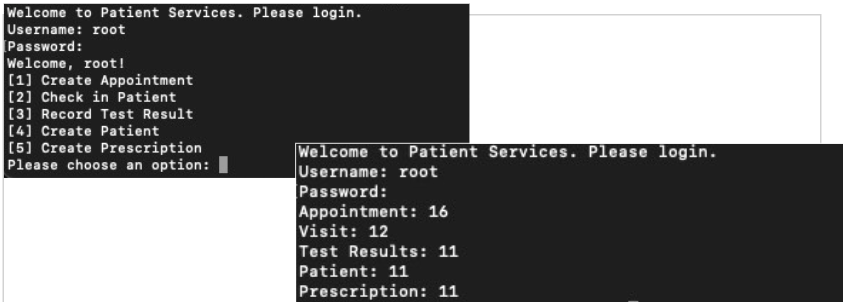 Welcome to Patient Services. Please login.
Username: root
Password:
Welcome, root!
[1] Create Appointment
[2] Check in Patient
[3] Record Test Result
[4] Create Patient
[5] Create Prescription
Please choose an option:
Welcome to Patient Services. Please login.
Username: root
Password:
Appointment: 16
Visit: 12
Test Results: 11
Patient: 11
Prescription: 11